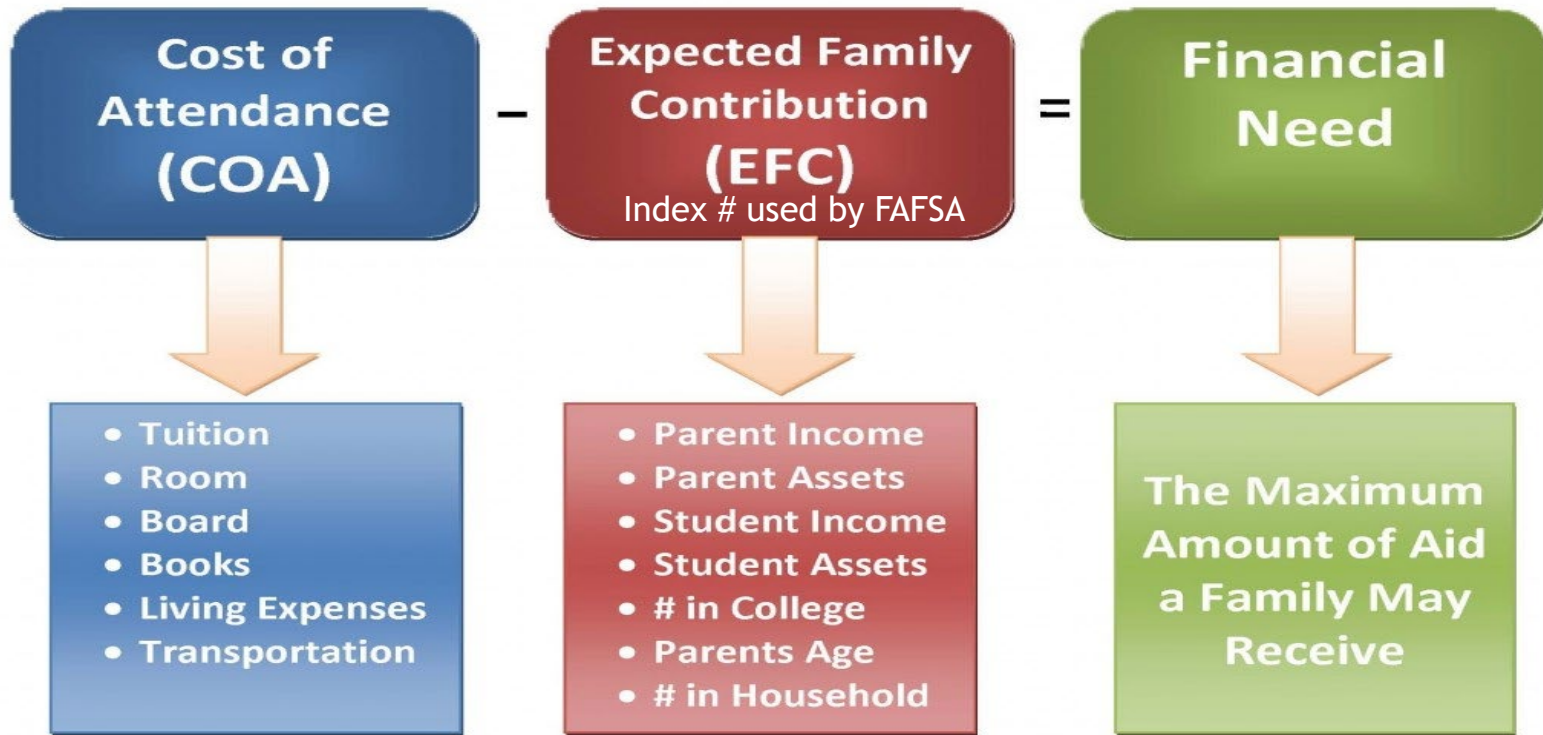 Cost of
Attendance
(COA)
–
Expected Family
Contribution
(EFC)
Index # used by FAFSA
=
Financial
Need
• Tuition
• Room
• Board
• Books
• Living Expenses
• Transportation
• Parent Income
• Parent Assets
• Student Income
• Student Assets
• # in College
• Parents Age
• # in Household
The Maximum
Amount of Aid
a Family May
Receive